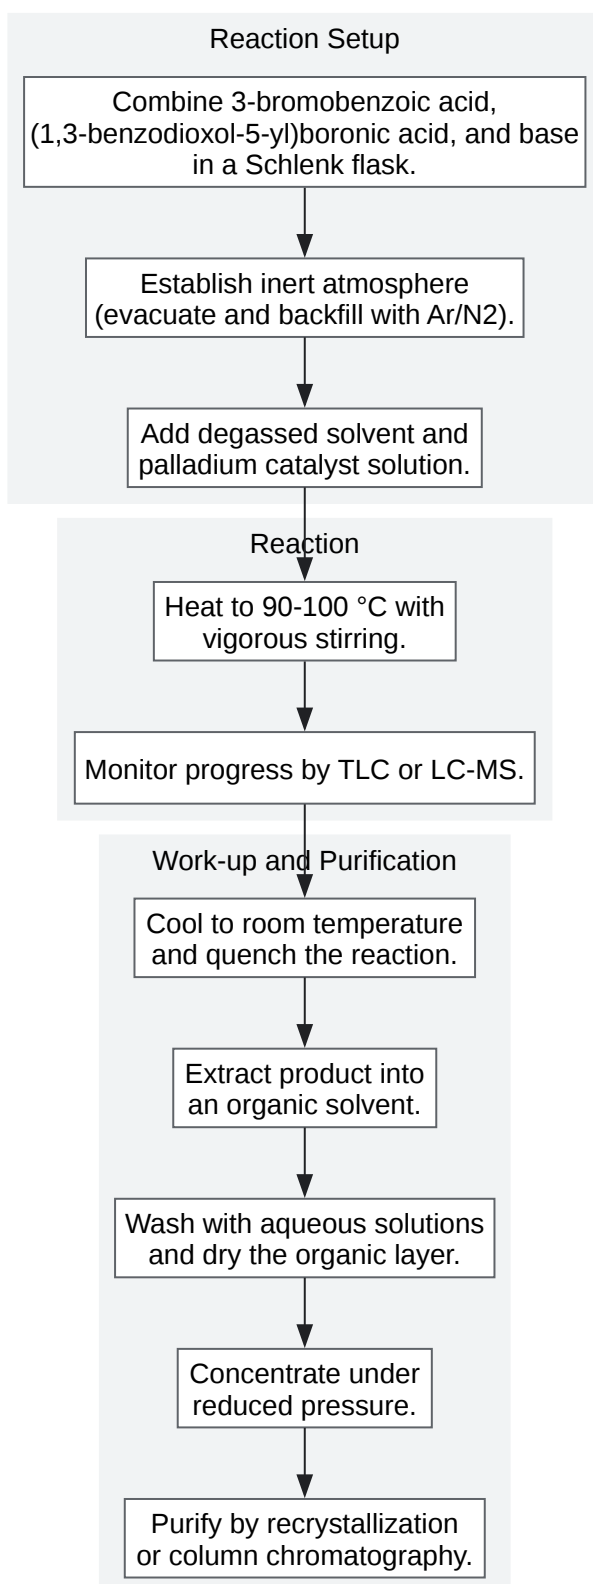 Reaction Setup
Combine 3-bromobenzoic acid,
(1,3-benzodioxol-5-yl)boronic acid, and base
in a Schlenk flask.
Establish inert atmosphere
(evacuate and backfill with Ar/N2).
Add degassed solvent and
palladium catalyst solution.
Reaction
Heat to 90-100 °C with
vigorous stirring.
Monitor progress by TLC or LC-MS.
Work-up and Purification
Cool to room temperature
and quench the reaction.
Extract product into
an organic solvent.
Wash with aqueous solutions
and dry the organic layer.
Concentrate under
reduced pressure.
Purify by recrystallization
or column chromatography.